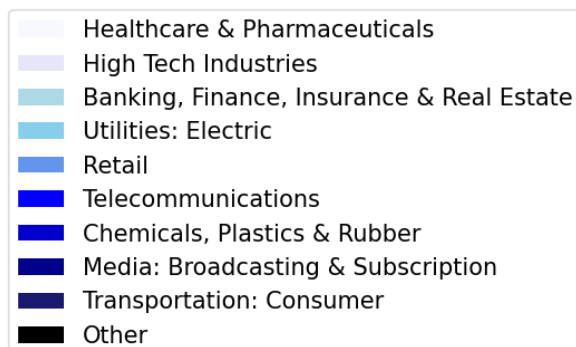 Healthcare & Pharmaceuticals
High Tech Industries
Banking, Finance, Insurance & Real Estate
Utilities: Electric
Retail
Telecommunications
Chemicals, Plastics & Rubber
Media: Broadcasting & Subscription
Transportation: Consumer
Other